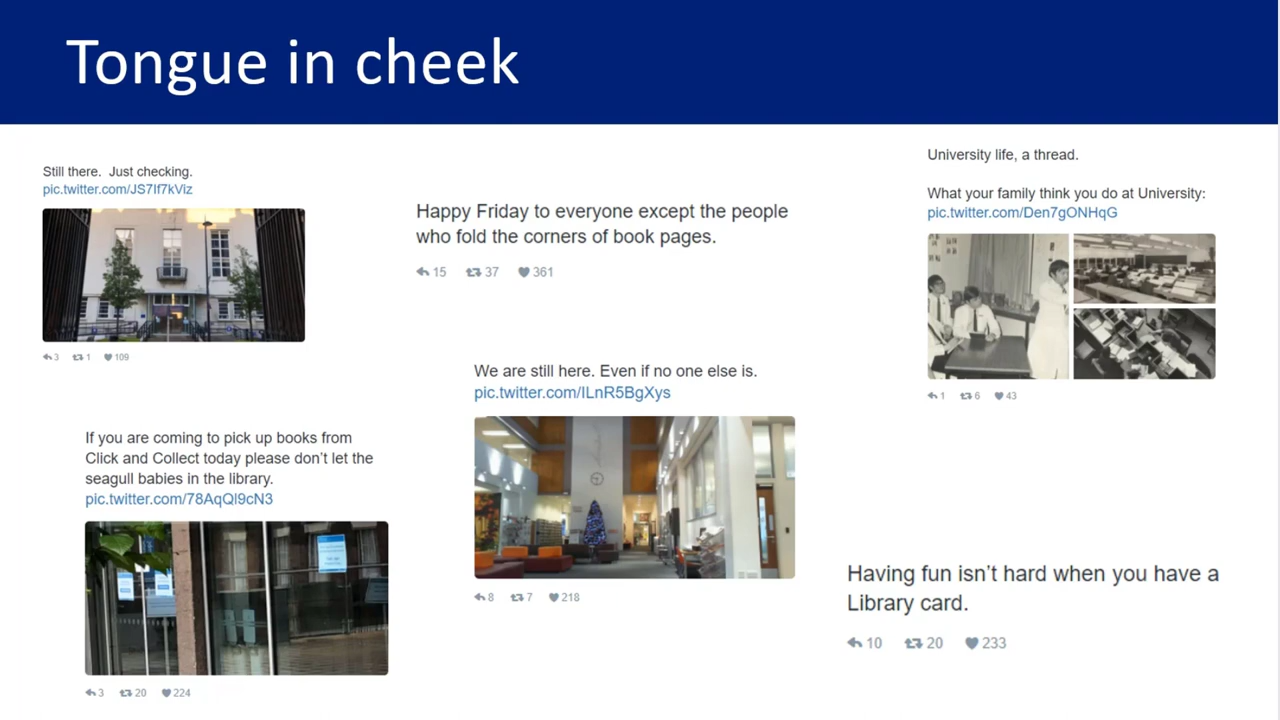 Tongue in cheek
Still there. Just checking.
pic.twitter.com/JS7If7kViz
3 1 109
Happy Friday to everyone except the people
who fold the corners of book pages.
15 37 361
University life, a thread.
What your family think you do at University:
pic.twitter.com/Den7gONHqG
1 6 43
If you are coming to pick up books from
Click and Collect today please don't let the
seagull babies in the library.
pic.twitter.com/78AqQl9cN3
3 20 224
We are still here. Even if no one else is.
pic.twitter.com/ILnR5BgXys
8 7 218
Having fun isn't hard when you have a
Library card.
10 20 233